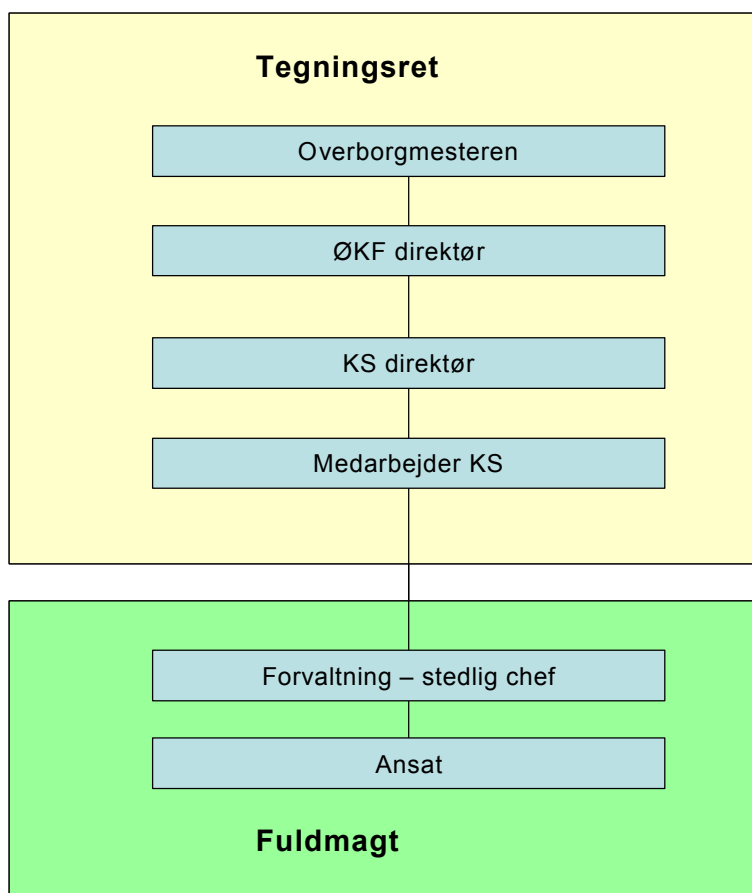 Tegningsret
Overborgmesteren
ØKF direktør
KS direktør
Medarbejder KS
Forvaltning – stedlig chef
Ansat
Fuldmagt